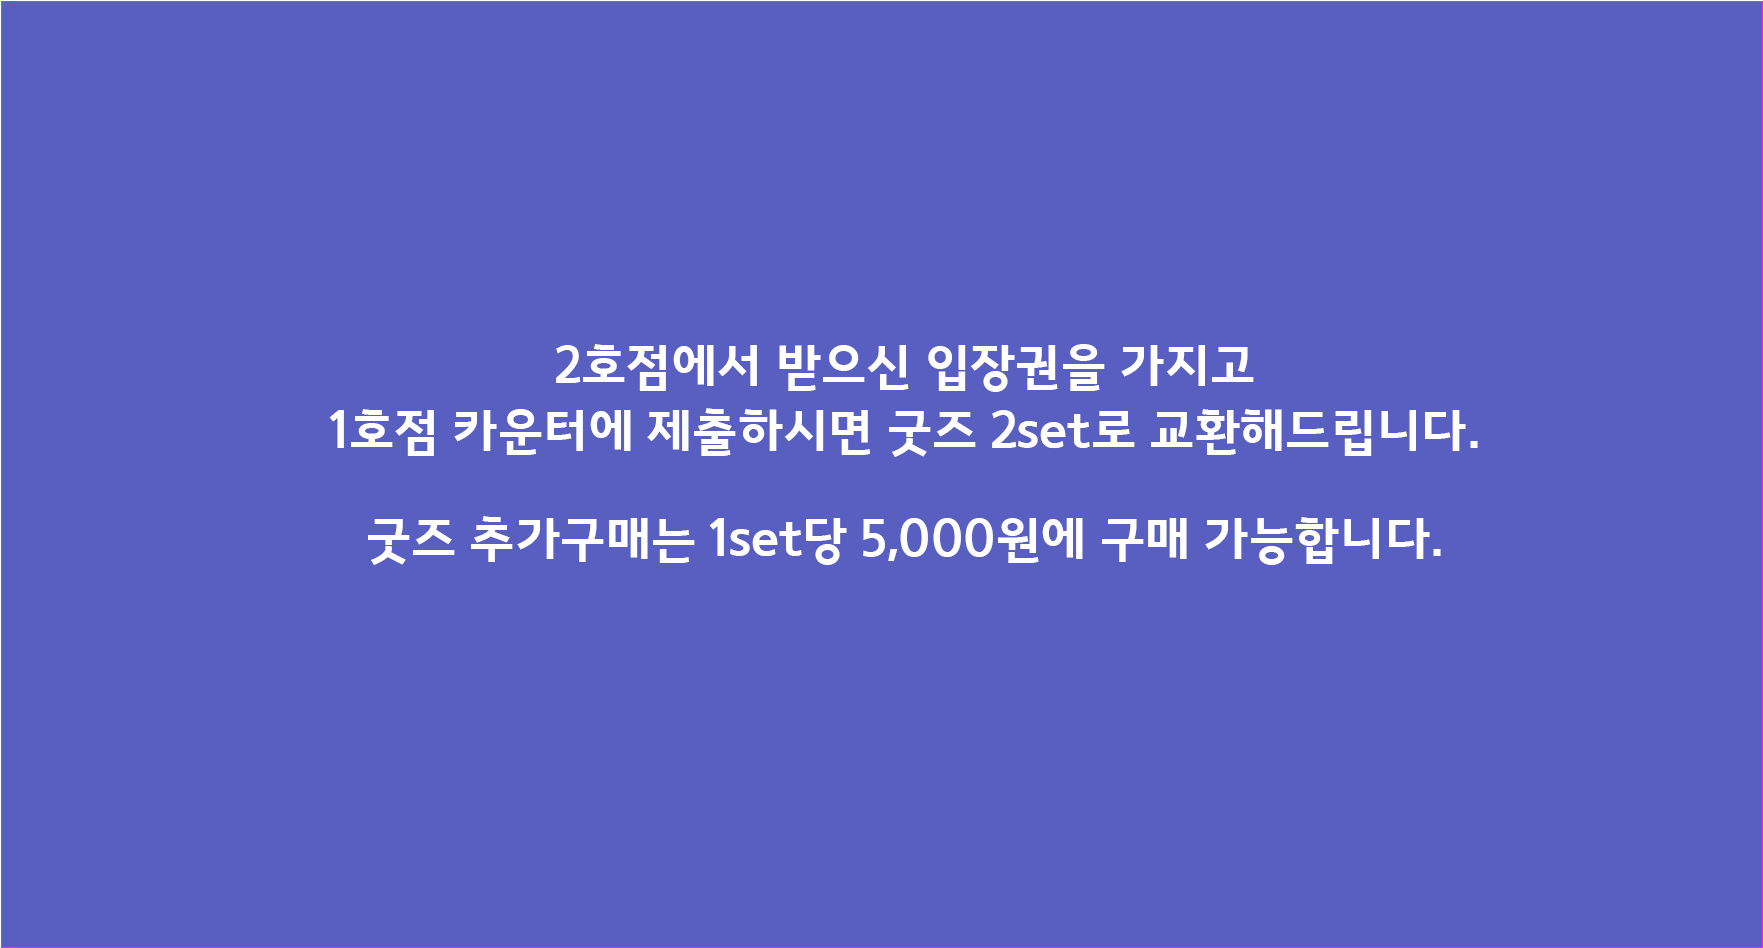 2호점에서 받으신 입장권을 가지고
1호점 카운터에 제출하시면 굿즈 2set로 교환해드립니다.
굿즈 추가구매는 1set당 5,000원에 구매 가능합니다.